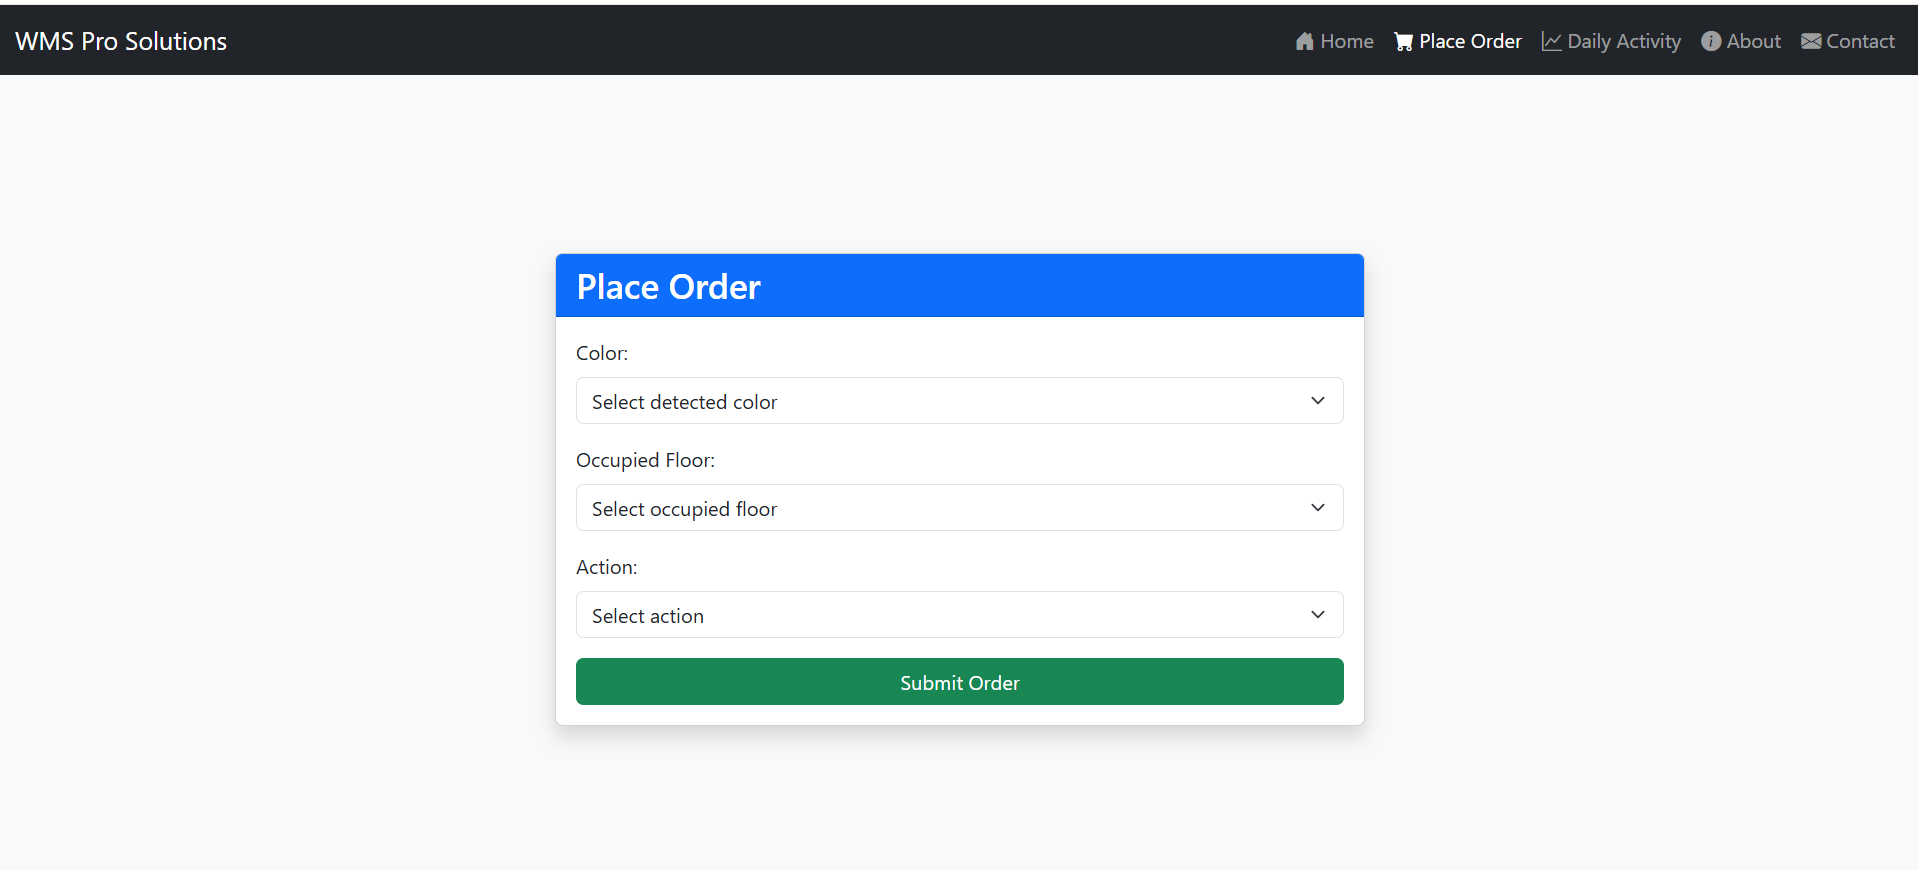 WMS Pro Solutions
Home Place Order Daily Activity About Contact
Place Order
Color:
Select detected color
Occupied Floor:
Select occupied floor
Action:
Select action
Submit Order